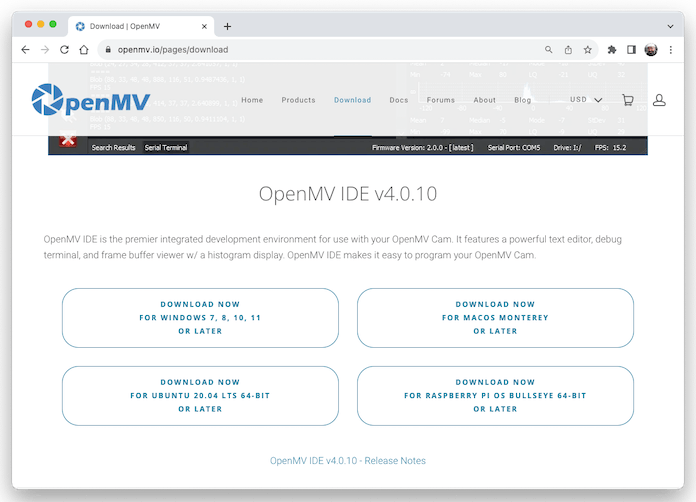 Download | OpenMV
openmv.io/pages/download
OpenMV
Home Products Download Docs Forums About Blog USD
Search Results Serial Terminal Firmware Version: 2.0.0 - [ latest ] Serial Port: COM5 Drive: I:/ FPS: 15.2
OpenMV IDE v4.0.10
OpenMV IDE is the premier integrated development environment for use with your OpenMV Cam. It features a powerful text editor, debug
terminal, and frame buffer viewer w/ a histogram display. OpenMV IDE makes it easy to program your OpenMV Cam.
DOWNLOAD NOW
FOR WINDOWS 7, 8, 10, 11
OR LATER
DOWNLOAD NOW
FOR MACOS MONTEREY
OR LATER
DOWNLOAD NOW
FOR UBUNTU 20.04 LTS 64-BIT
OR LATER
DOWNLOAD NOW
FOR RASPBERRY PI OS BULLSEYE 64-BIT
OR LATER
OpenMV IDE v4.0.10 - Release Notes